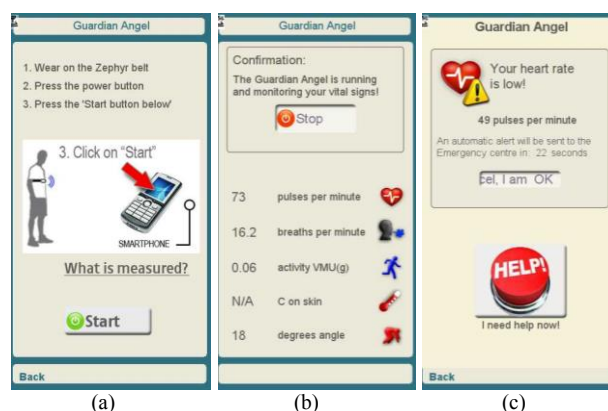 Guardian Angel
1. Wear on the Zephyr belt
2. Press the power button
3. Press the 'Start button below'
3. Click on "Start"
SMARTPHONE
What is measured?
Start
Back
(a)
Guardian Angel
Confirmation:
The Guardian Angel is running
and monitoring your vital signs!
Stop
73 pulses per minute
16.2 breaths per minute
0.06 activity VMU(g)
N/A C on skin
18 degrees angle
(b)
Guardian Angel
Your heart rate
is low!
49 pulses per minute
An automatic alert will be sent to the
Emergency centre in: 22 seconds
cel, I am OK
HELP!
I need help now!
Back
(c)